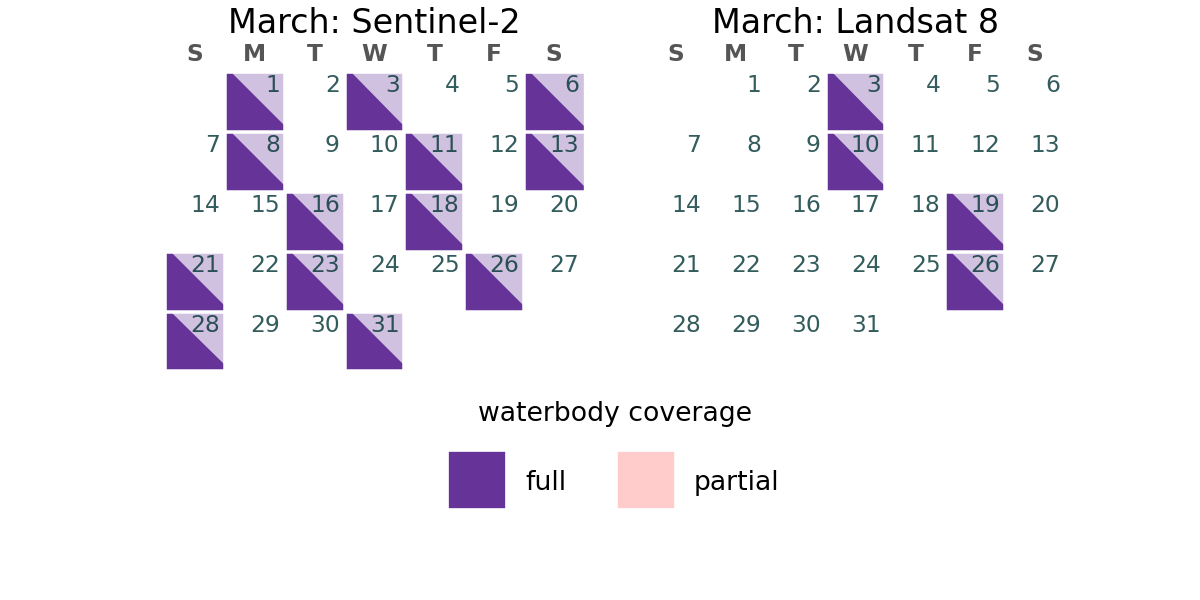 March: Sentinel-2
S M T W T F S
1 2 3 4 5 6
7 8 9 10 11 12 13
14 15 16 17 18 19 20
21 22 23 24 25 26 27
28 29 30 31
March: Landsat 8
S M T W T F S
1 2 3 4 5 6
7 8 9 10 11 12 13
14 15 16 17 18 19 20
21 22 23 24 25 26 27
28 29 30 31
waterbody coverage
full partial